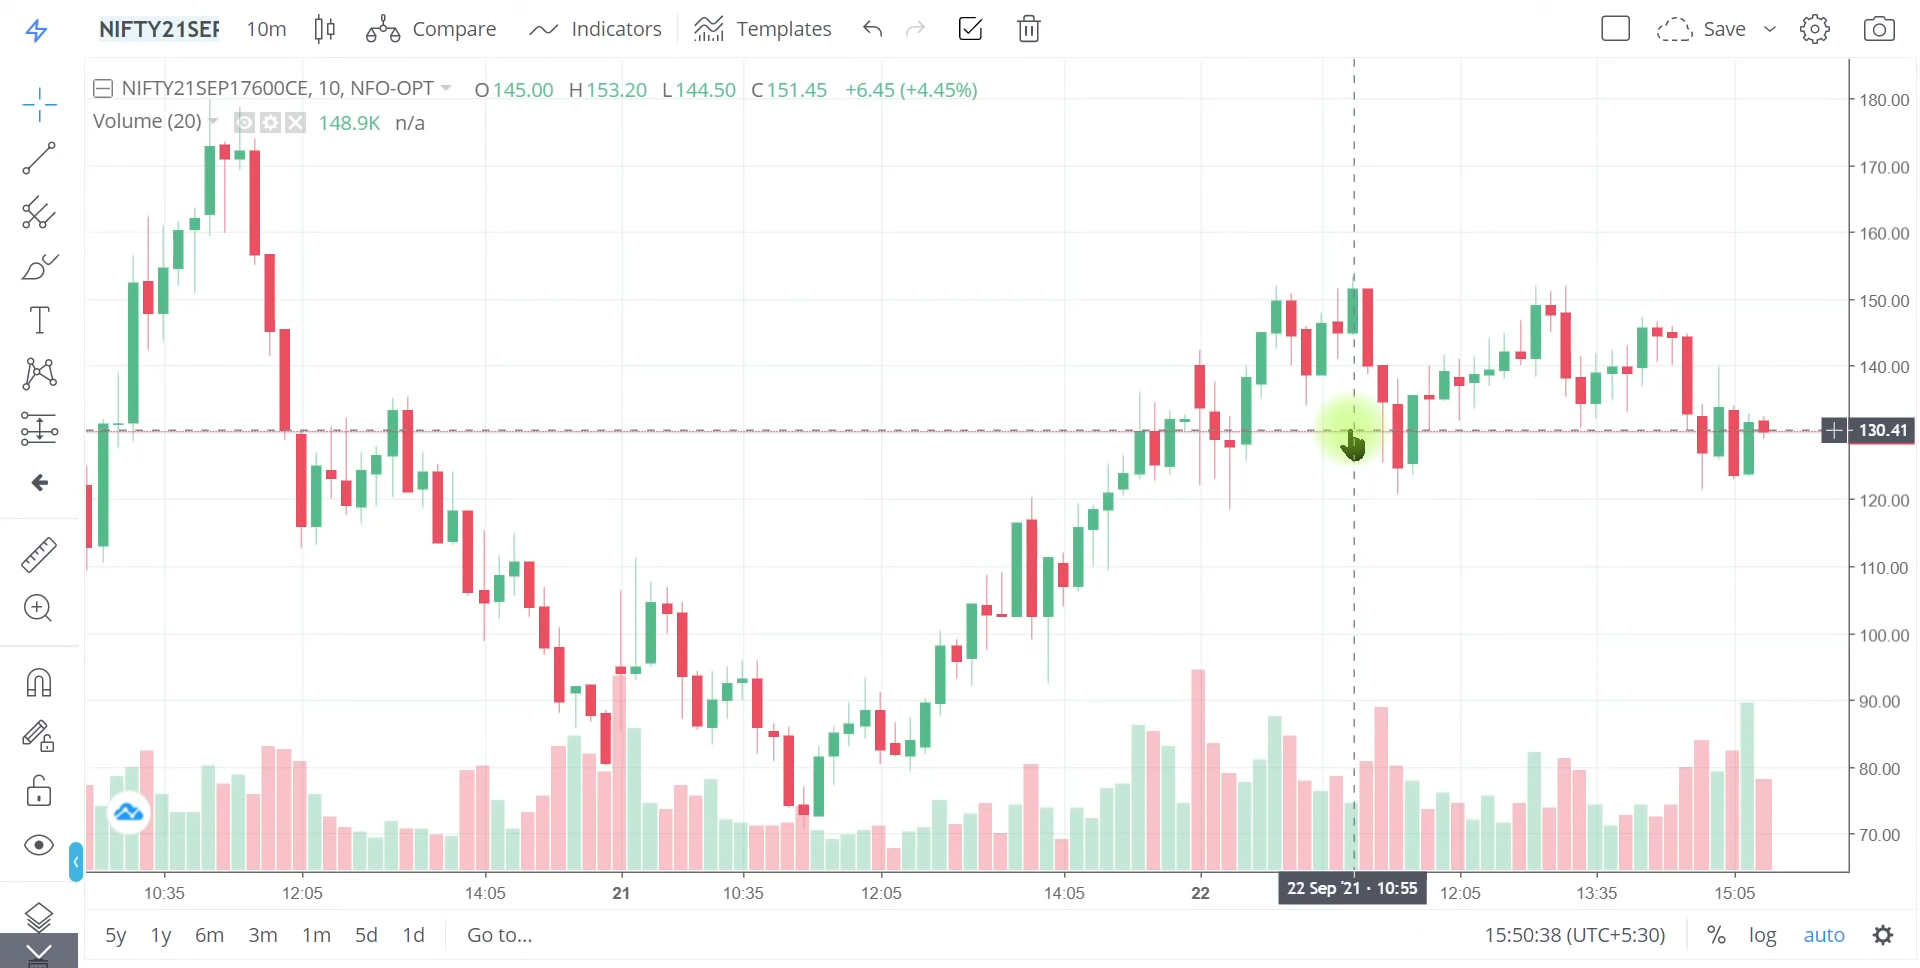 NIFTY21SEP 10m Compare Indicators Templates Save
NIFTY21SEP17600CE, 10, NFO-OPT O 145.00 H 153.20 L 144.50 C 151.45 +6.45 (+4.45%)
Volume (20) 148.9K n/a
180.00
170.00
160.00
150.00
140.00
130.41
120.00
110.00
100.00
90.00
80.00
70.00
10:35 12:05 14:05 21 10:35 12:05 14:05 22 22 Sep '21 · 10:55 12:05 13:35 15:05
5y 1y 6m 3m 1m 5d 1d Go to... 15:50:38 (UTC+5:30) % log auto